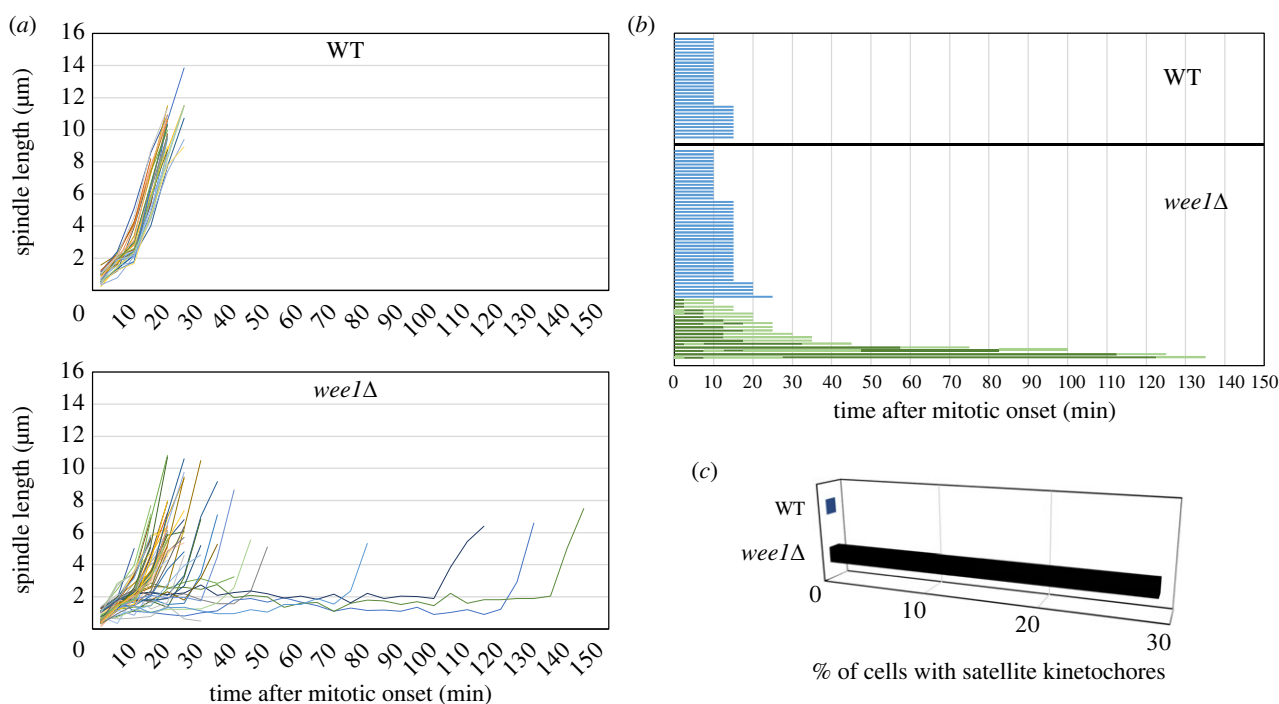 (a)
WT
16
14
12
10
8
6
4
2
0
spindle length (µm)
10 20 30 40 50 60 70 80 90 100 110 120 130 140 150
wee1Δ
16
14
12
10
8
6
4
2
0
spindle length (µm)
10 20 30 40 50 60 70 80 90 100 110 120 130 140 150
time after mitotic onset (min)
(b)
WT
wee1Δ
0 10 20 30 40 50 60 70 80 90 100 110 120 130 140 150
time after mitotic onset (min)
(c)
WT
wee1Δ
0 10 20 30
% of cells with satellite kinetochores